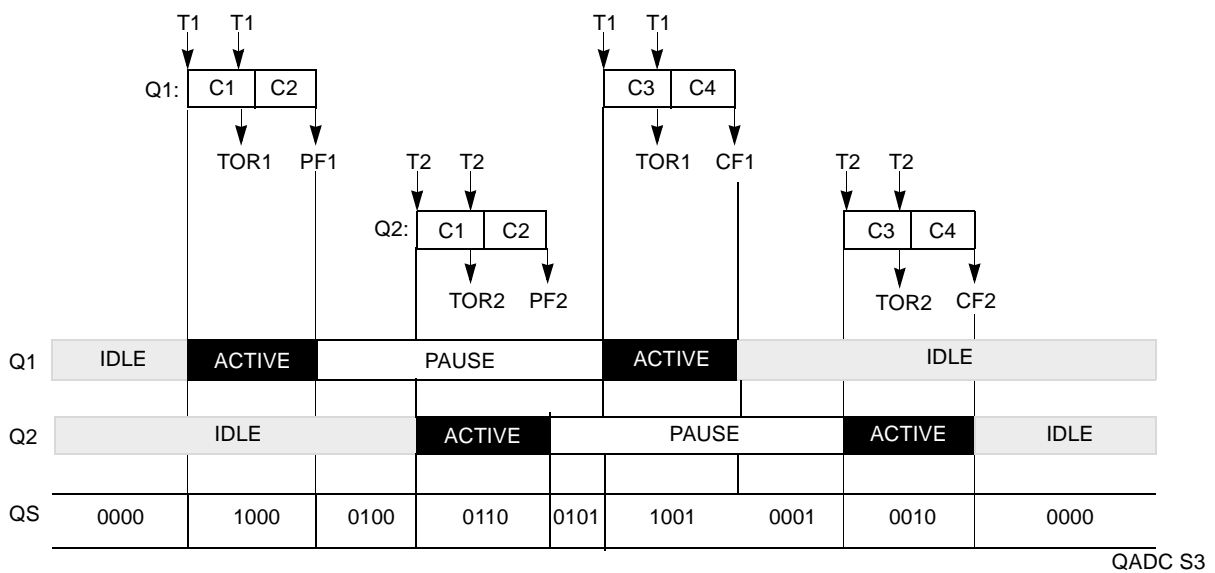 T1 T1 T1 T1
Q1: C1 C2 C3 C4
TOR1 PF1 T2 T2 TOR1 CF1 T2 T2
Q2: C1 C2 C3 C4
TOR2 PF2 TOR2 CF2
Q1 IDLE ACTIVE PAUSE ACTIVE IDLE
Q2 IDLE ACTIVE PAUSE ACTIVE IDLE
QS 0000 1000 0100 0110 0101 1001 0001 0010 0000
QADC S3